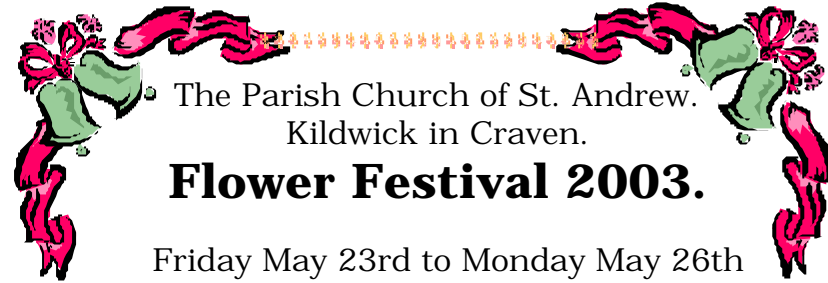 The Parish Church of St. Andrew.
Kildwick in Craven.
Flower Festival 2003.
Friday May 23rd to Monday May 26th